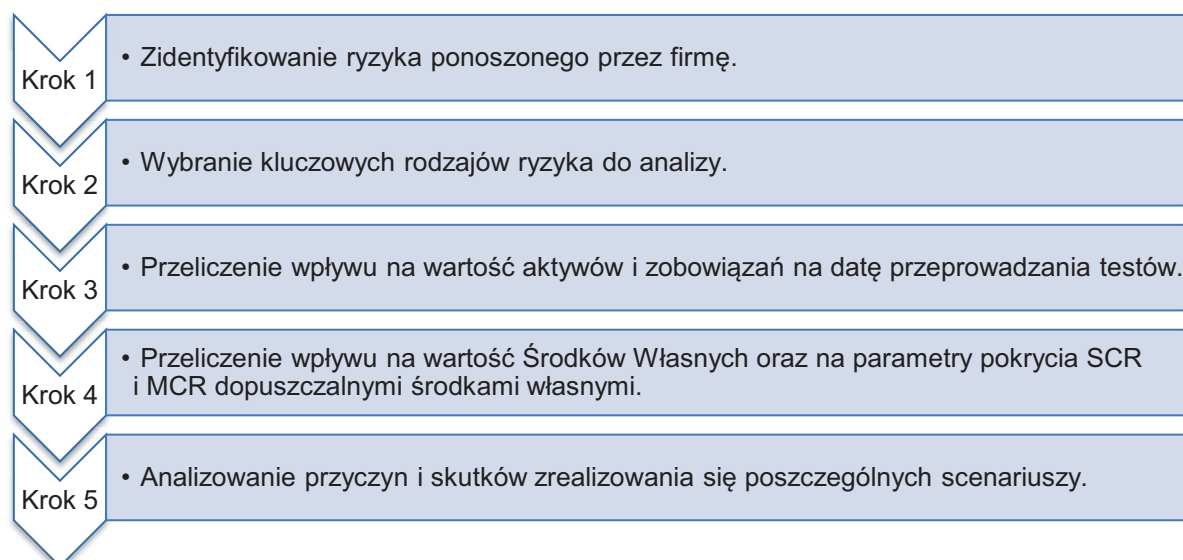 Krok 1
• Zidentyfikowanie ryzyka ponoszonego przez firmę.
Krok 2
• Wybranie kluczowych rodzajów ryzyka do analizy.
Krok 3
• Przeliczenie wpływu na wartość aktywów i zobowiązań na datę przeprowadzania testów.
Krok 4
• Przeliczenie wpływu na wartość Środków Własnych oraz na parametry pokrycia SCR
i MCR dopuszczalnymi środkami własnymi.
Krok 5
• Analizowanie przyczyn i skutków zrealizowania się poszczególnych scenariuszy.